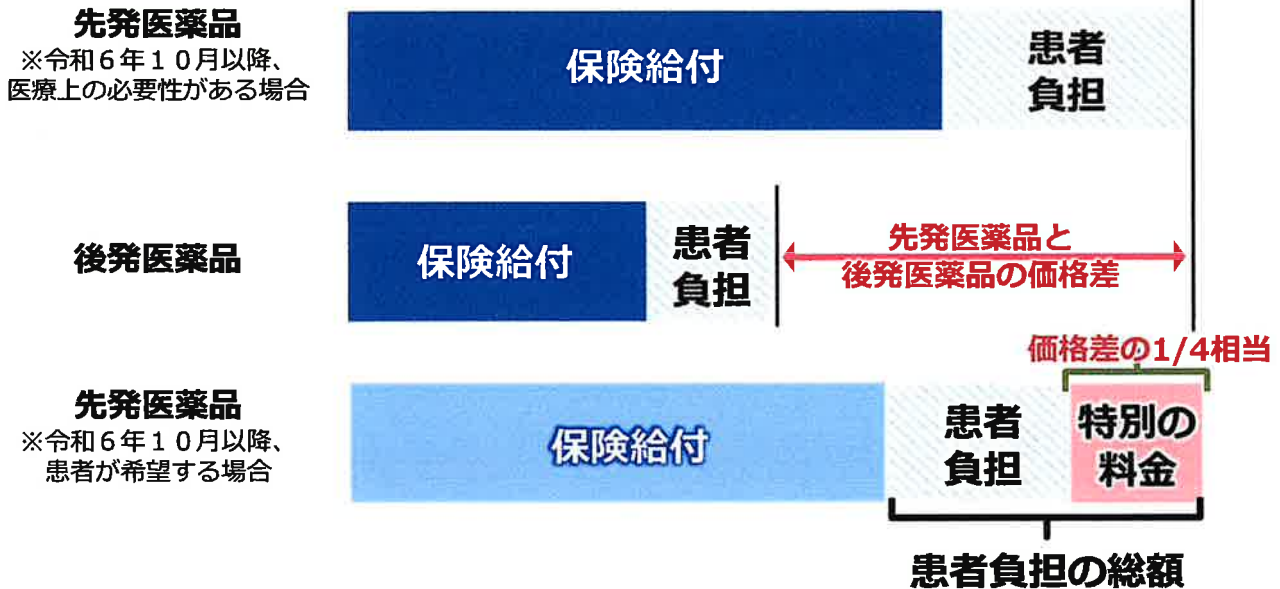 先発医薬品
※令和６年１０月以降、
医療上の必要性がある場合
保険給付
患者
負担
後発医薬品
保険給付
患者
負担
先発医薬品と
後発医薬品の価格差
価格差の1/4相当
先発医薬品
※令和６年１０月以降、
患者が希望する場合
保険給付
患者
負担
特別の
料金
患者負担の総額